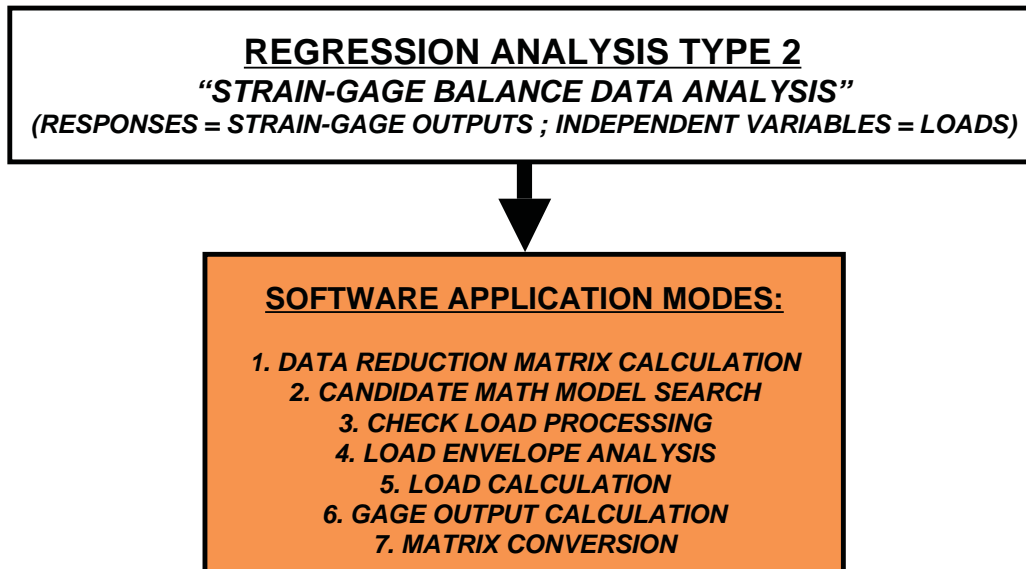 REGRESSION ANALYSIS TYPE 2
“STRAIN-GAGE BALANCE DATA ANALYSIS”
(RESPONSES = STRAIN-GAGE OUTPUTS ; INDEPENDENT VARIABLES = LOADS)
SOFTWARE APPLICATION MODES:
1. DATA REDUCTION MATRIX CALCULATION
2. CANDIDATE MATH MODEL SEARCH
3. CHECK LOAD PROCESSING
4. LOAD ENVELOPE ANALYSIS
5. LOAD CALCULATION
6. GAGE OUTPUT CALCULATION
7. MATRIX CONVERSION